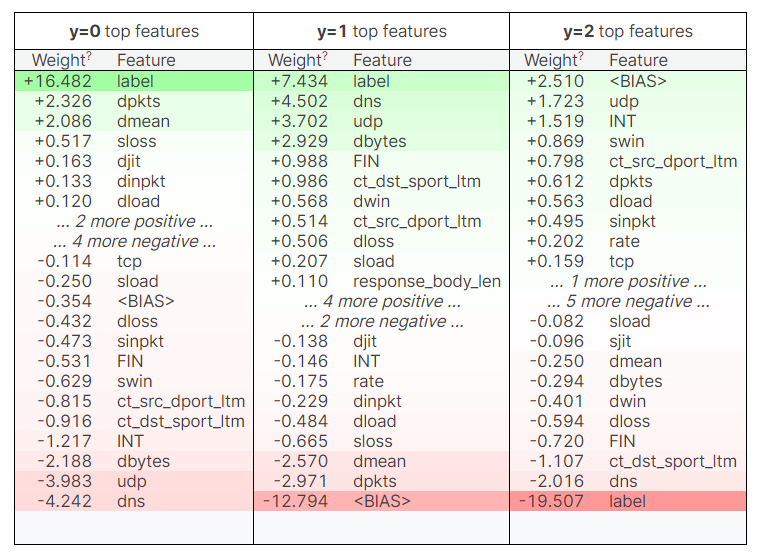 y=0 top features
Weight? Feature
+16.482 label
+2.326 dpkts
+2.086 dmean
+0.517 sloss
+0.163 djit
+0.133 dinpkt
+0.120 dload
… 2 more positive …
… 4 more negative …
-0.114 tcp
-0.250 sload
-0.354 <BIAS>
-0.432 dloss
-0.473 sinpkt
-0.531 FIN
-0.629 swin
-0.815 ct_src_dport_ltm
-0.916 ct_dst_sport_ltm
-1.217 INT
-2.188 dbytes
-3.983 udp
-4.242 dns
y=1 top features
Weight? Feature
+7.434 label
+4.502 dns
+3.702 udp
+2.929 dbytes
+0.988 FIN
+0.986 ct_dst_sport_ltm
+0.568 dwin
+0.514 ct_src_dport_ltm
+0.506 dloss
+0.207 sload
+0.110 response_body_len
… 4 more positive …
… 2 more negative …
-0.138 djit
-0.146 INT
-0.175 rate
-0.229 dinpkt
-0.484 dload
-0.665 sloss
-2.570 dmean
-2.971 dpkts
-12.794 <BIAS>
y=2 top features
Weight? Feature
+2.510 <BIAS>
+1.723 udp
+1.519 INT
+0.869 swin
+0.798 ct_src_dport_ltm
+0.612 dpkts
+0.563 dload
+0.495 sinpkt
+0.202 rate
+0.159 tcp
… 1 more positive …
… 5 more negative …
-0.082 sload
-0.096 sjit
-0.250 dmean
-0.294 dbytes
-0.401 dwin
-0.594 dloss
-0.720 FIN
-1.107 ct_dst_sport_ltm
-2.016 dns
-19.507 label